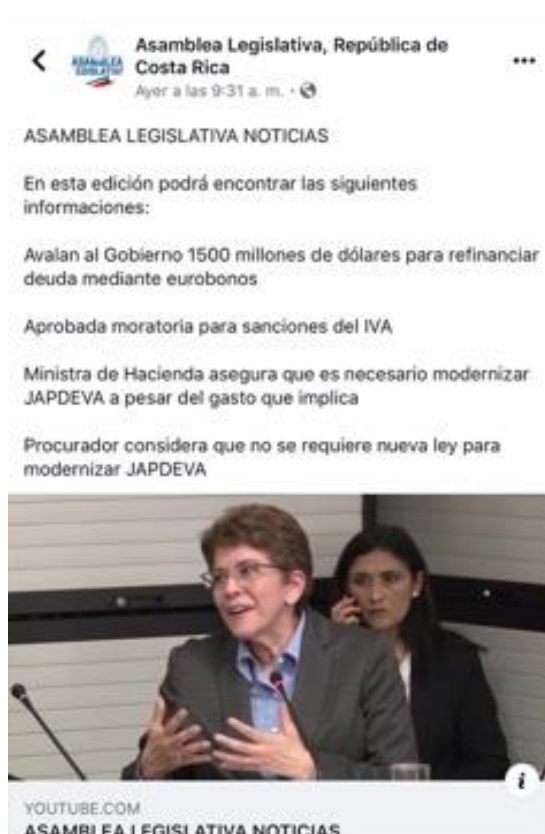 Asamblea Legislativa, República de
Costa Rica
Ayer a las 9:31 a. m. ·
ASAMBLEA LEGISLATIVA NOTICIAS
En esta edición podrá encontrar las siguientes
informaciones:
Avalan al Gobierno 1500 millones de dólares para refinanciar
deuda mediante eurobonos
Aprobada moratoria para sanciones del IVA
Ministra de Hacienda asegura que es necesario modernizar
JAPDEVA a pesar del gasto que implica
Procurador considera que no se requiere nueva ley para
modernizar JAPDEVA
YOUTUBE.COM
ASAMBLEA LEGISLATIVA NOTICIAS